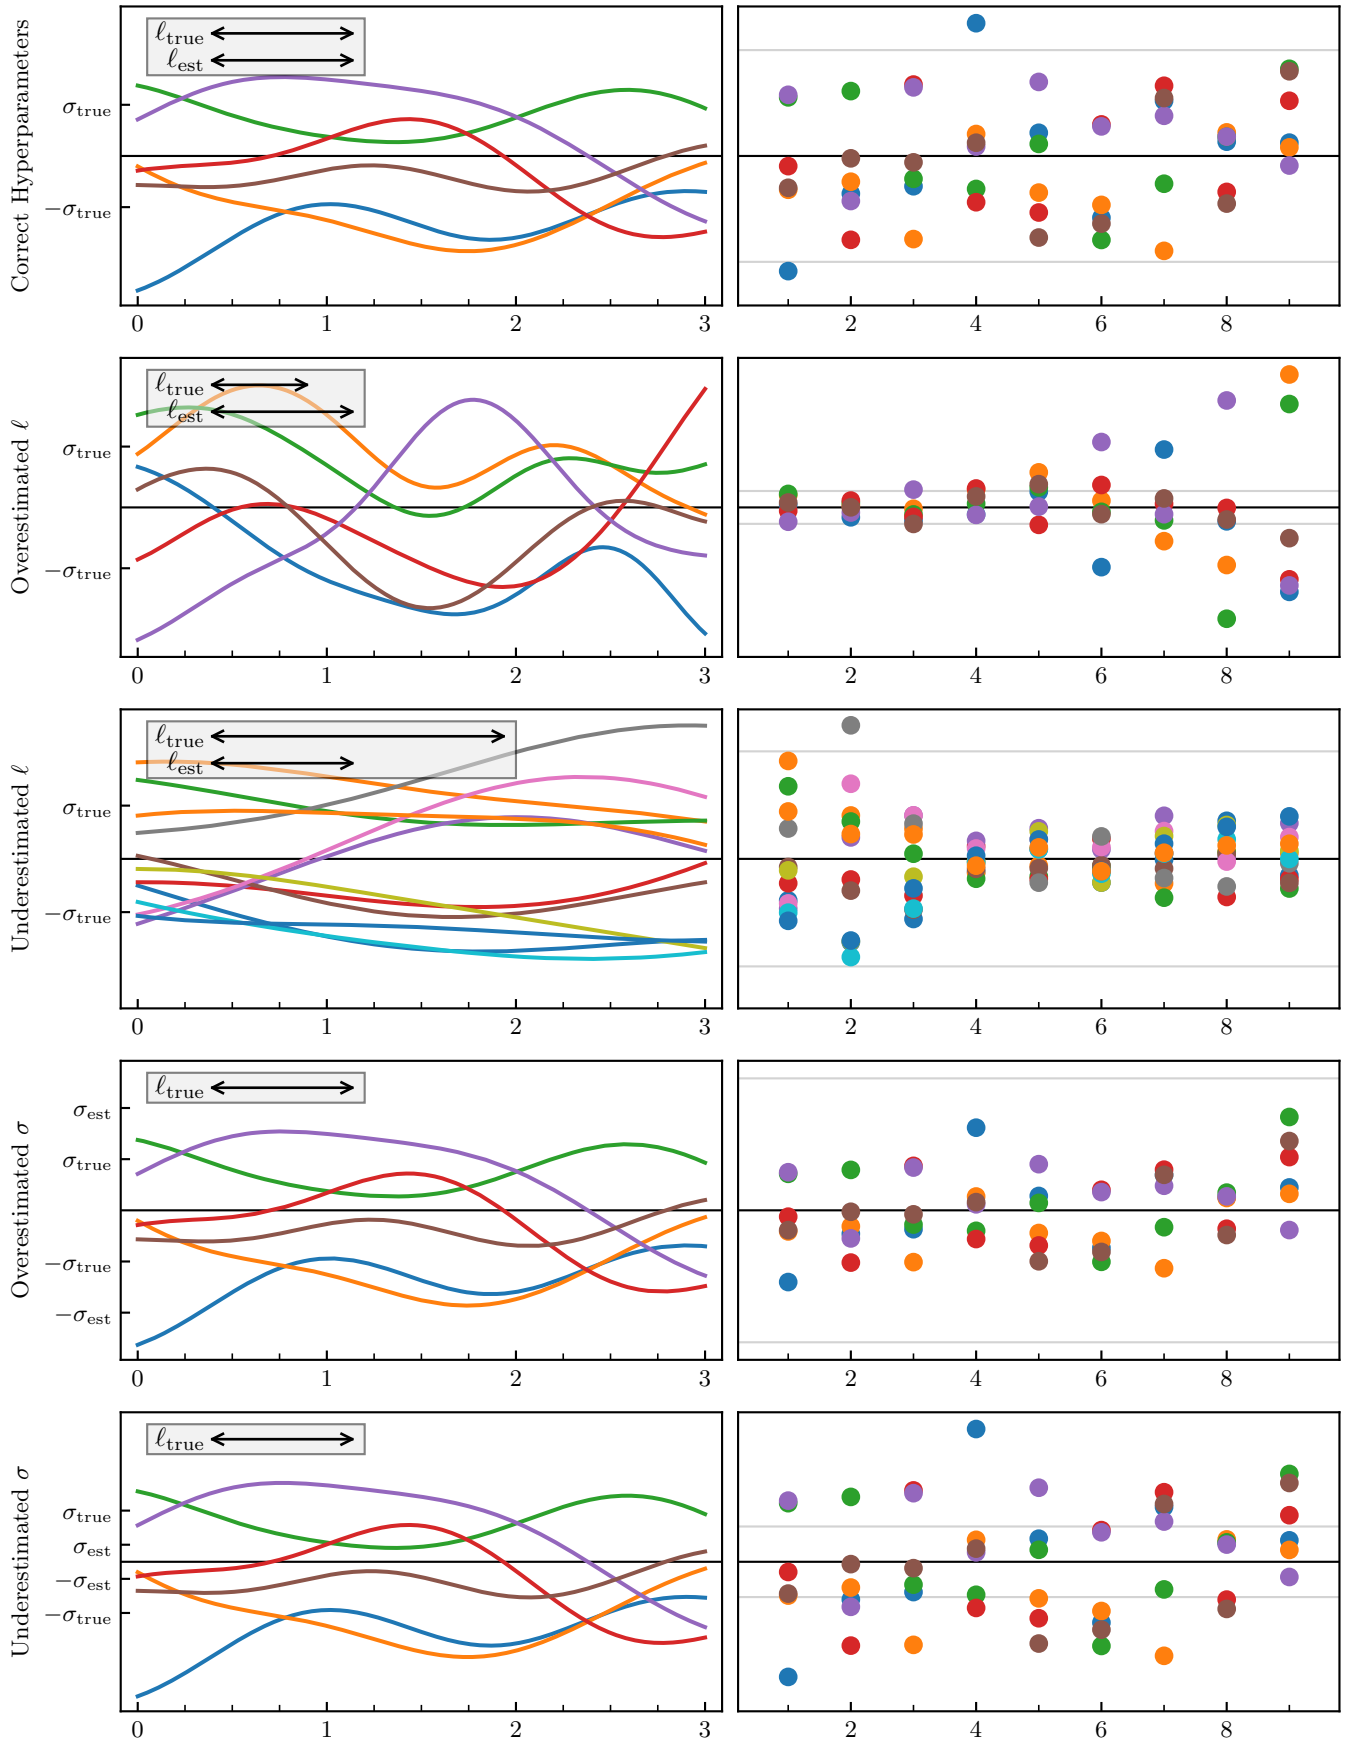 Correct Hyperparameters
ℓtrue
ℓest
σtrue
−σtrue
0 1 2 3
2 4 6 8
Overestimated ℓ
ℓtrue
ℓest
σtrue
−σtrue
0 1 2 3
2 4 6 8
Underestimated ℓ
ℓtrue
ℓest
σtrue
−σtrue
0 1 2 3
2 4 6 8
Overestimated σ
ℓtrue
σest
σtrue
−σtrue
−σest
0 1 2 3
2 4 6 8
Underestimated σ
ℓtrue
σtrue
σest
−σest
−σtrue
0 1 2 3
2 4 6 8